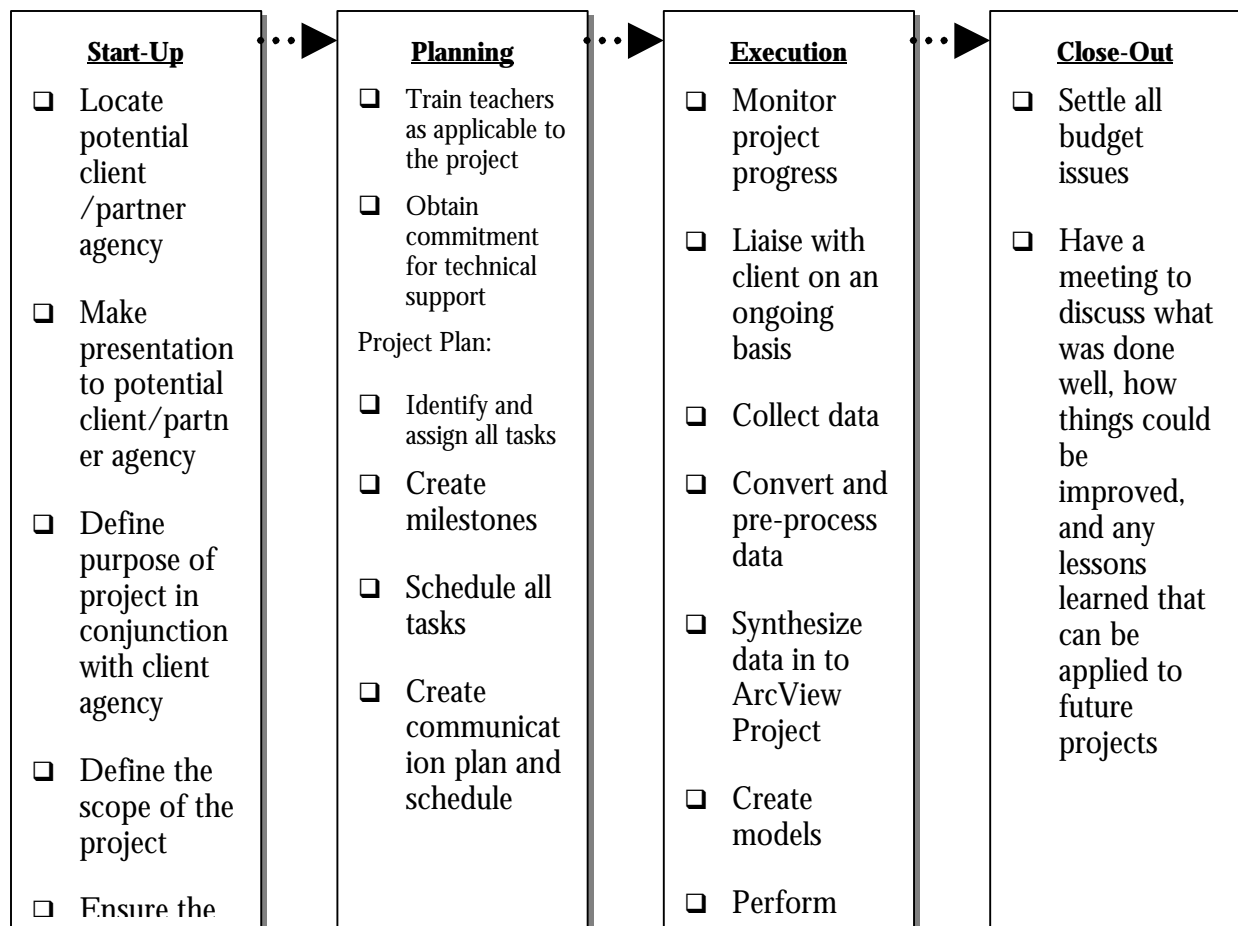 Start-Up
❑ Locate
potential
client
/partner
agency
❑ Make
presentation
to potential
client/partn
er agency
❑ Define
purpose of
project in
conjunction
with client
agency
❑ Define the
scope of the
project
❑ Ensure the
Planning
❑ Train teachers
as applicable to
the project
❑ Obtain
commitment
for technical
support
Project Plan:
❑ Identify and
assign all tasks
❑ Create
milestones
❑ Schedule all
tasks
❑ Create
communicat
ion plan and
schedule
Execution
❑ Monitor
project
progress
❑ Liaise with
client on an
ongoing
basis
❑ Collect data
❑ Convert and
pre-process
data
❑ Synthesize
data in to
ArcView
Project
❑ Create
models
❑ Perform
Close-Out
❑ Settle all
budget
issues
❑ Have a
meeting to
discuss what
was done
well, how
things could
be
improved,
and any
lessons
learned that
can be
applied to
future
projects